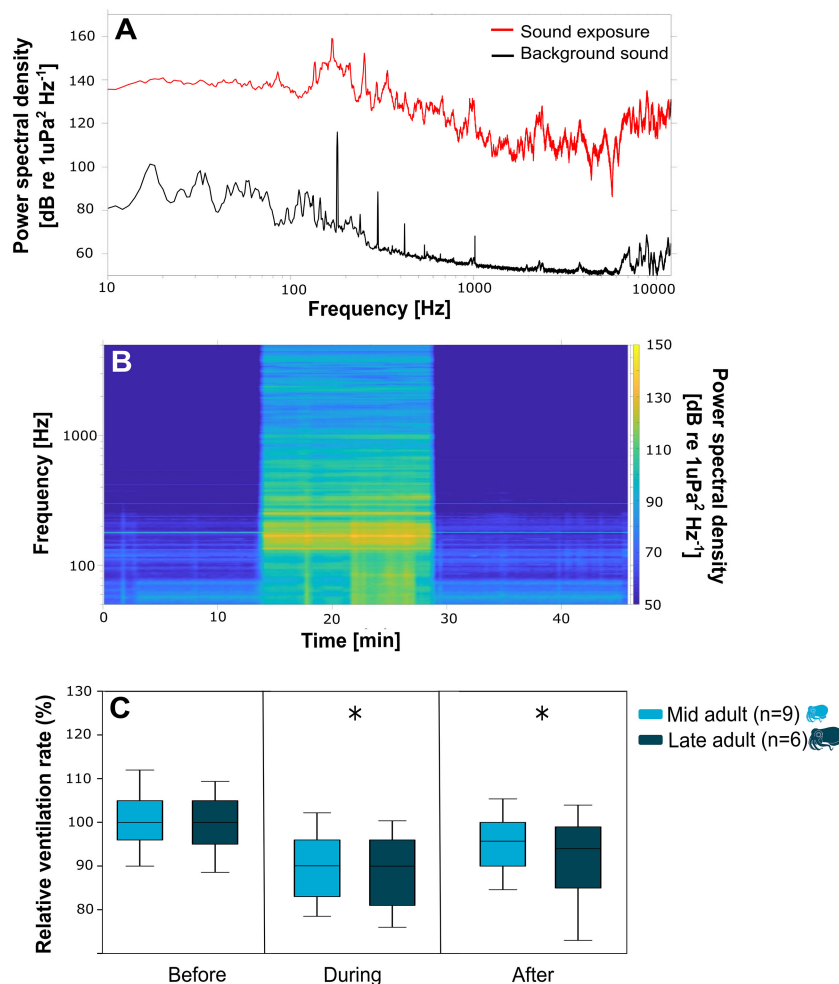 A
Sound exposure
Background sound
Power spectral density
[dB re 1uPa² Hz⁻¹]
160
140
120
100
80
60
10
100
1000
10000
Frequency [Hz]
B
Frequency [Hz]
1000
100
0
10
20
30
40
Time [min]
150
130
110
90
70
50
Power spectral density
[dB re 1uPa² Hz⁻¹]
C
Relative ventilation rate (%)
130
120
110
100
90
80
70
*
*
Before
During
After
Mid adult (n=9)
Late adult (n=6)